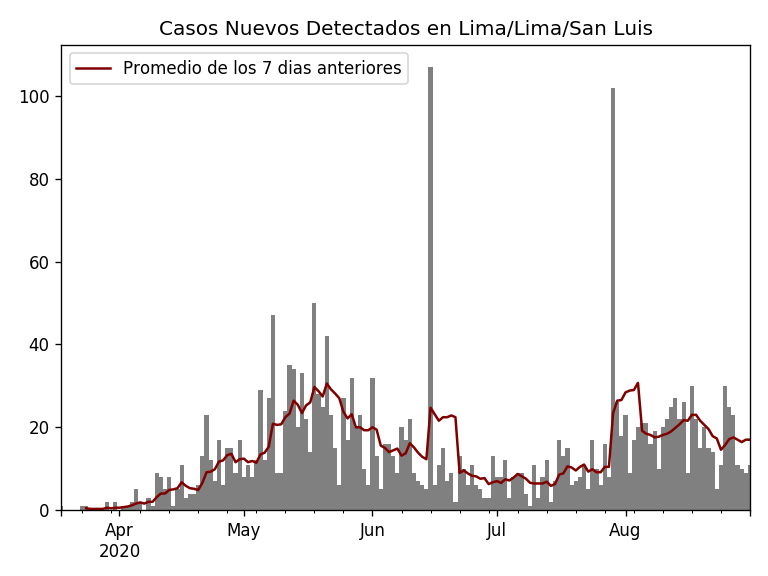 Casos Nuevos Detectados en Lima/Lima/San Luis
Promedio de los 7 dias anteriores
100
80
60
40
20
0
Apr
2020
May
Jun
Jul
Aug